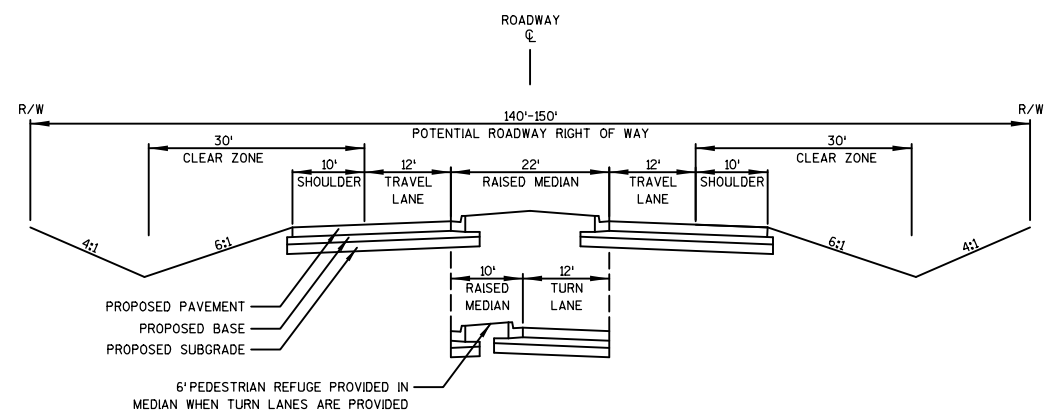 ROADWAY
℄
R/W
R/W
140'-150'
POTENTIAL ROADWAY RIGHT OF WAY
30'
CLEAR ZONE
30'
CLEAR ZONE
10'
SHOULDER
12'
TRAVEL
LANE
22'
RAISED MEDIAN
12'
TRAVEL
LANE
10'
SHOULDER
4:1
6:1
6:1
4:1
10'
RAISED
MEDIAN
12'
TURN
LANE
PROPOSED PAVEMENT
PROPOSED BASE
PROPOSED SUBGRADE
6' PEDESTRIAN REFUGE PROVIDED IN
MEDIAN WHEN TURN LANES ARE PROVIDED